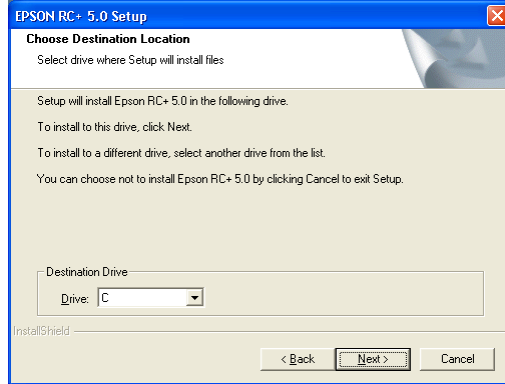 EPSON RC+ 5.0 Setup
Choose Destination Location
Select drive where Setup will install files
Setup will install Epson RC+ 5.0 in the following drive.
To install to this drive, click Next.
To install to a different drive, select another drive from the list.
You can choose not to install Epson RC+ 5.0 by clicking Cancel to exit Setup.
Destination Drive
Drive: C
InstallShield
< Back Next > Cancel